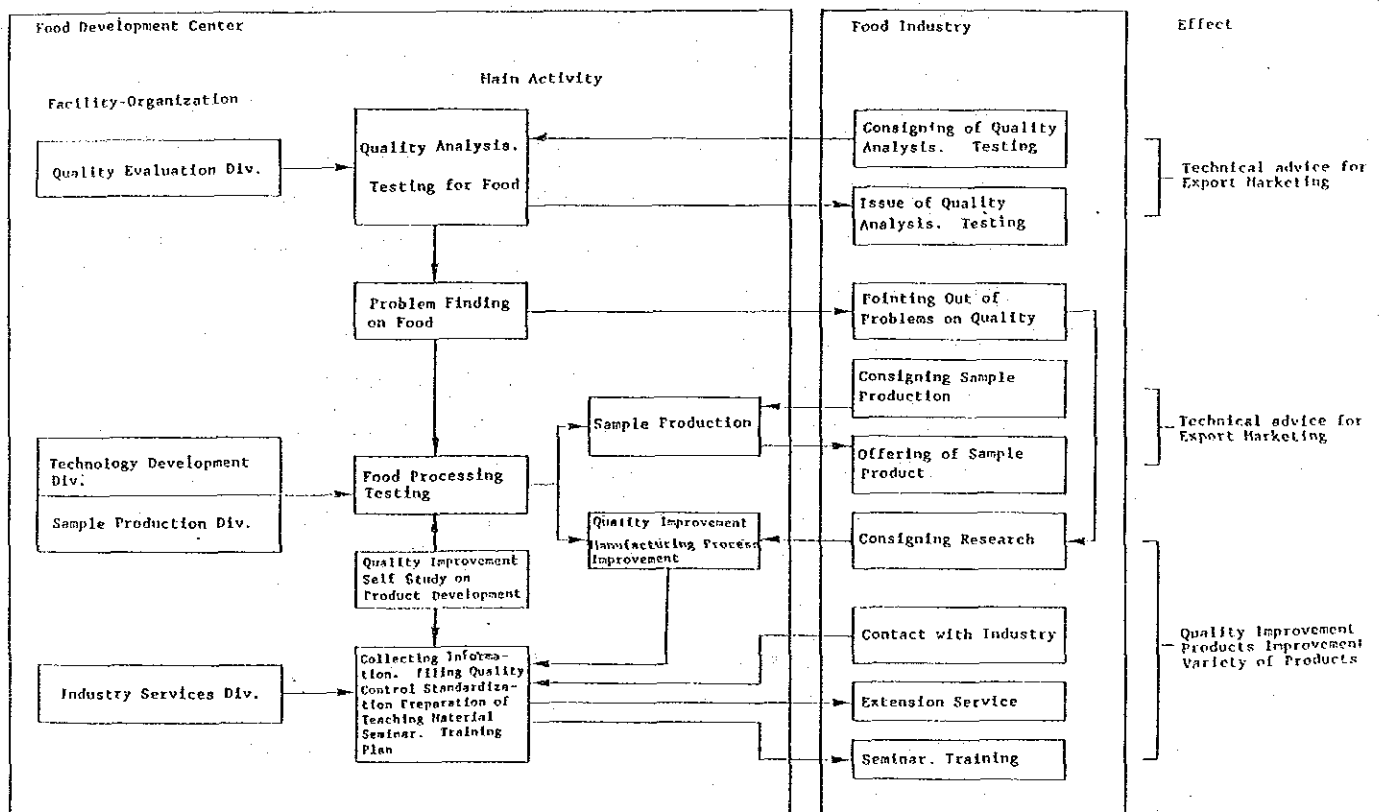 Food Development Center
Food Industry
Effect
Main Activity
Facility-Organization
Quality Evaluation Div.
Quality Analysis.
Testing for Food
Consigning of Quality
Analysis. Testing
Issue of Quality
Analysis. Testing
Technical advice for
Export Marketing
Problem Finding
on Food
Pointing Out of
Problems on Quality
Consigning Sample
Production
Sample Production
Offering of Sample
Product
Technical advice for
Export Marketing
Technology Development
Div.
Sample Production Div.
Food Processing
Testing
Quality Improvement
Manufacturing Process
Improvement
Consigning Research
Quality Improvement
Self Study on
Product Development
Contact with Industry
Quality Improvement
Products Improvement
Variety of Products
Industry Services Div.
Collecting Informa-
tion. Filing Quality
Control Standardiza-
tion Preparation of
Teaching Material
Seminar. Training
Plan
Extension Service
Seminar. Training